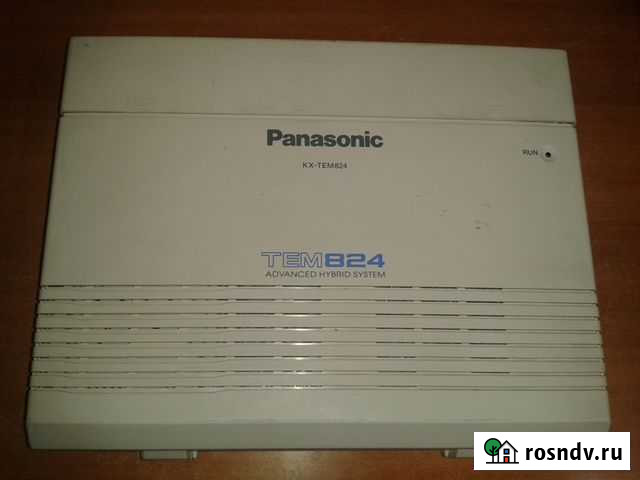 Panasonic
KX-TEM824
RUN
TEM824
ADVANCED HYBRID SYSTEM
rosndv.ru